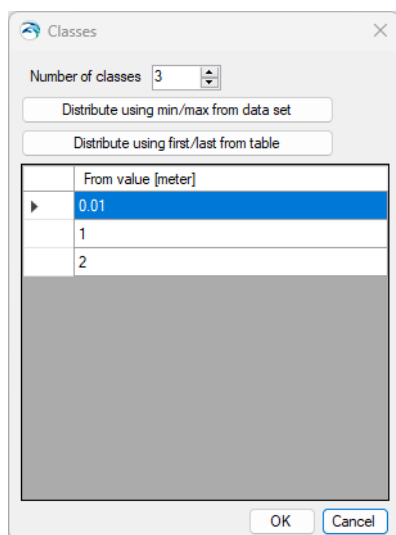 Classes
Number of classes 3
Distribute using min/max from data set
Distribute using first/last from table
From value [meter]
0.01
1
2
OK Cancel